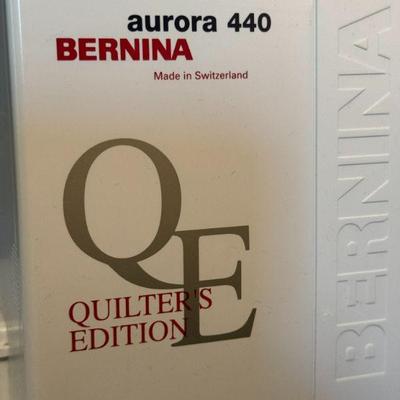 aurora 440
BERNINA
Made in Switzerland
QE
QUILTER'S
EDITION
BERNINA